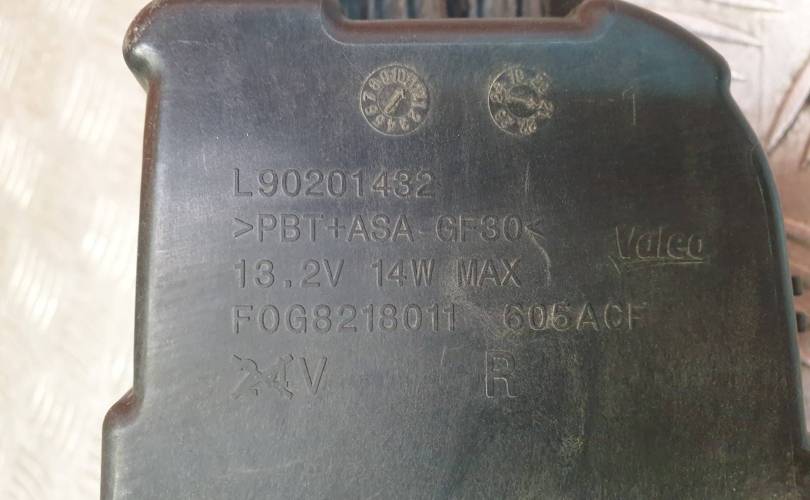 L90201432
>PBT+ASA-GF30<
Valeo
13.2V 14W MAX
F0G8218011 605ACF
24V R